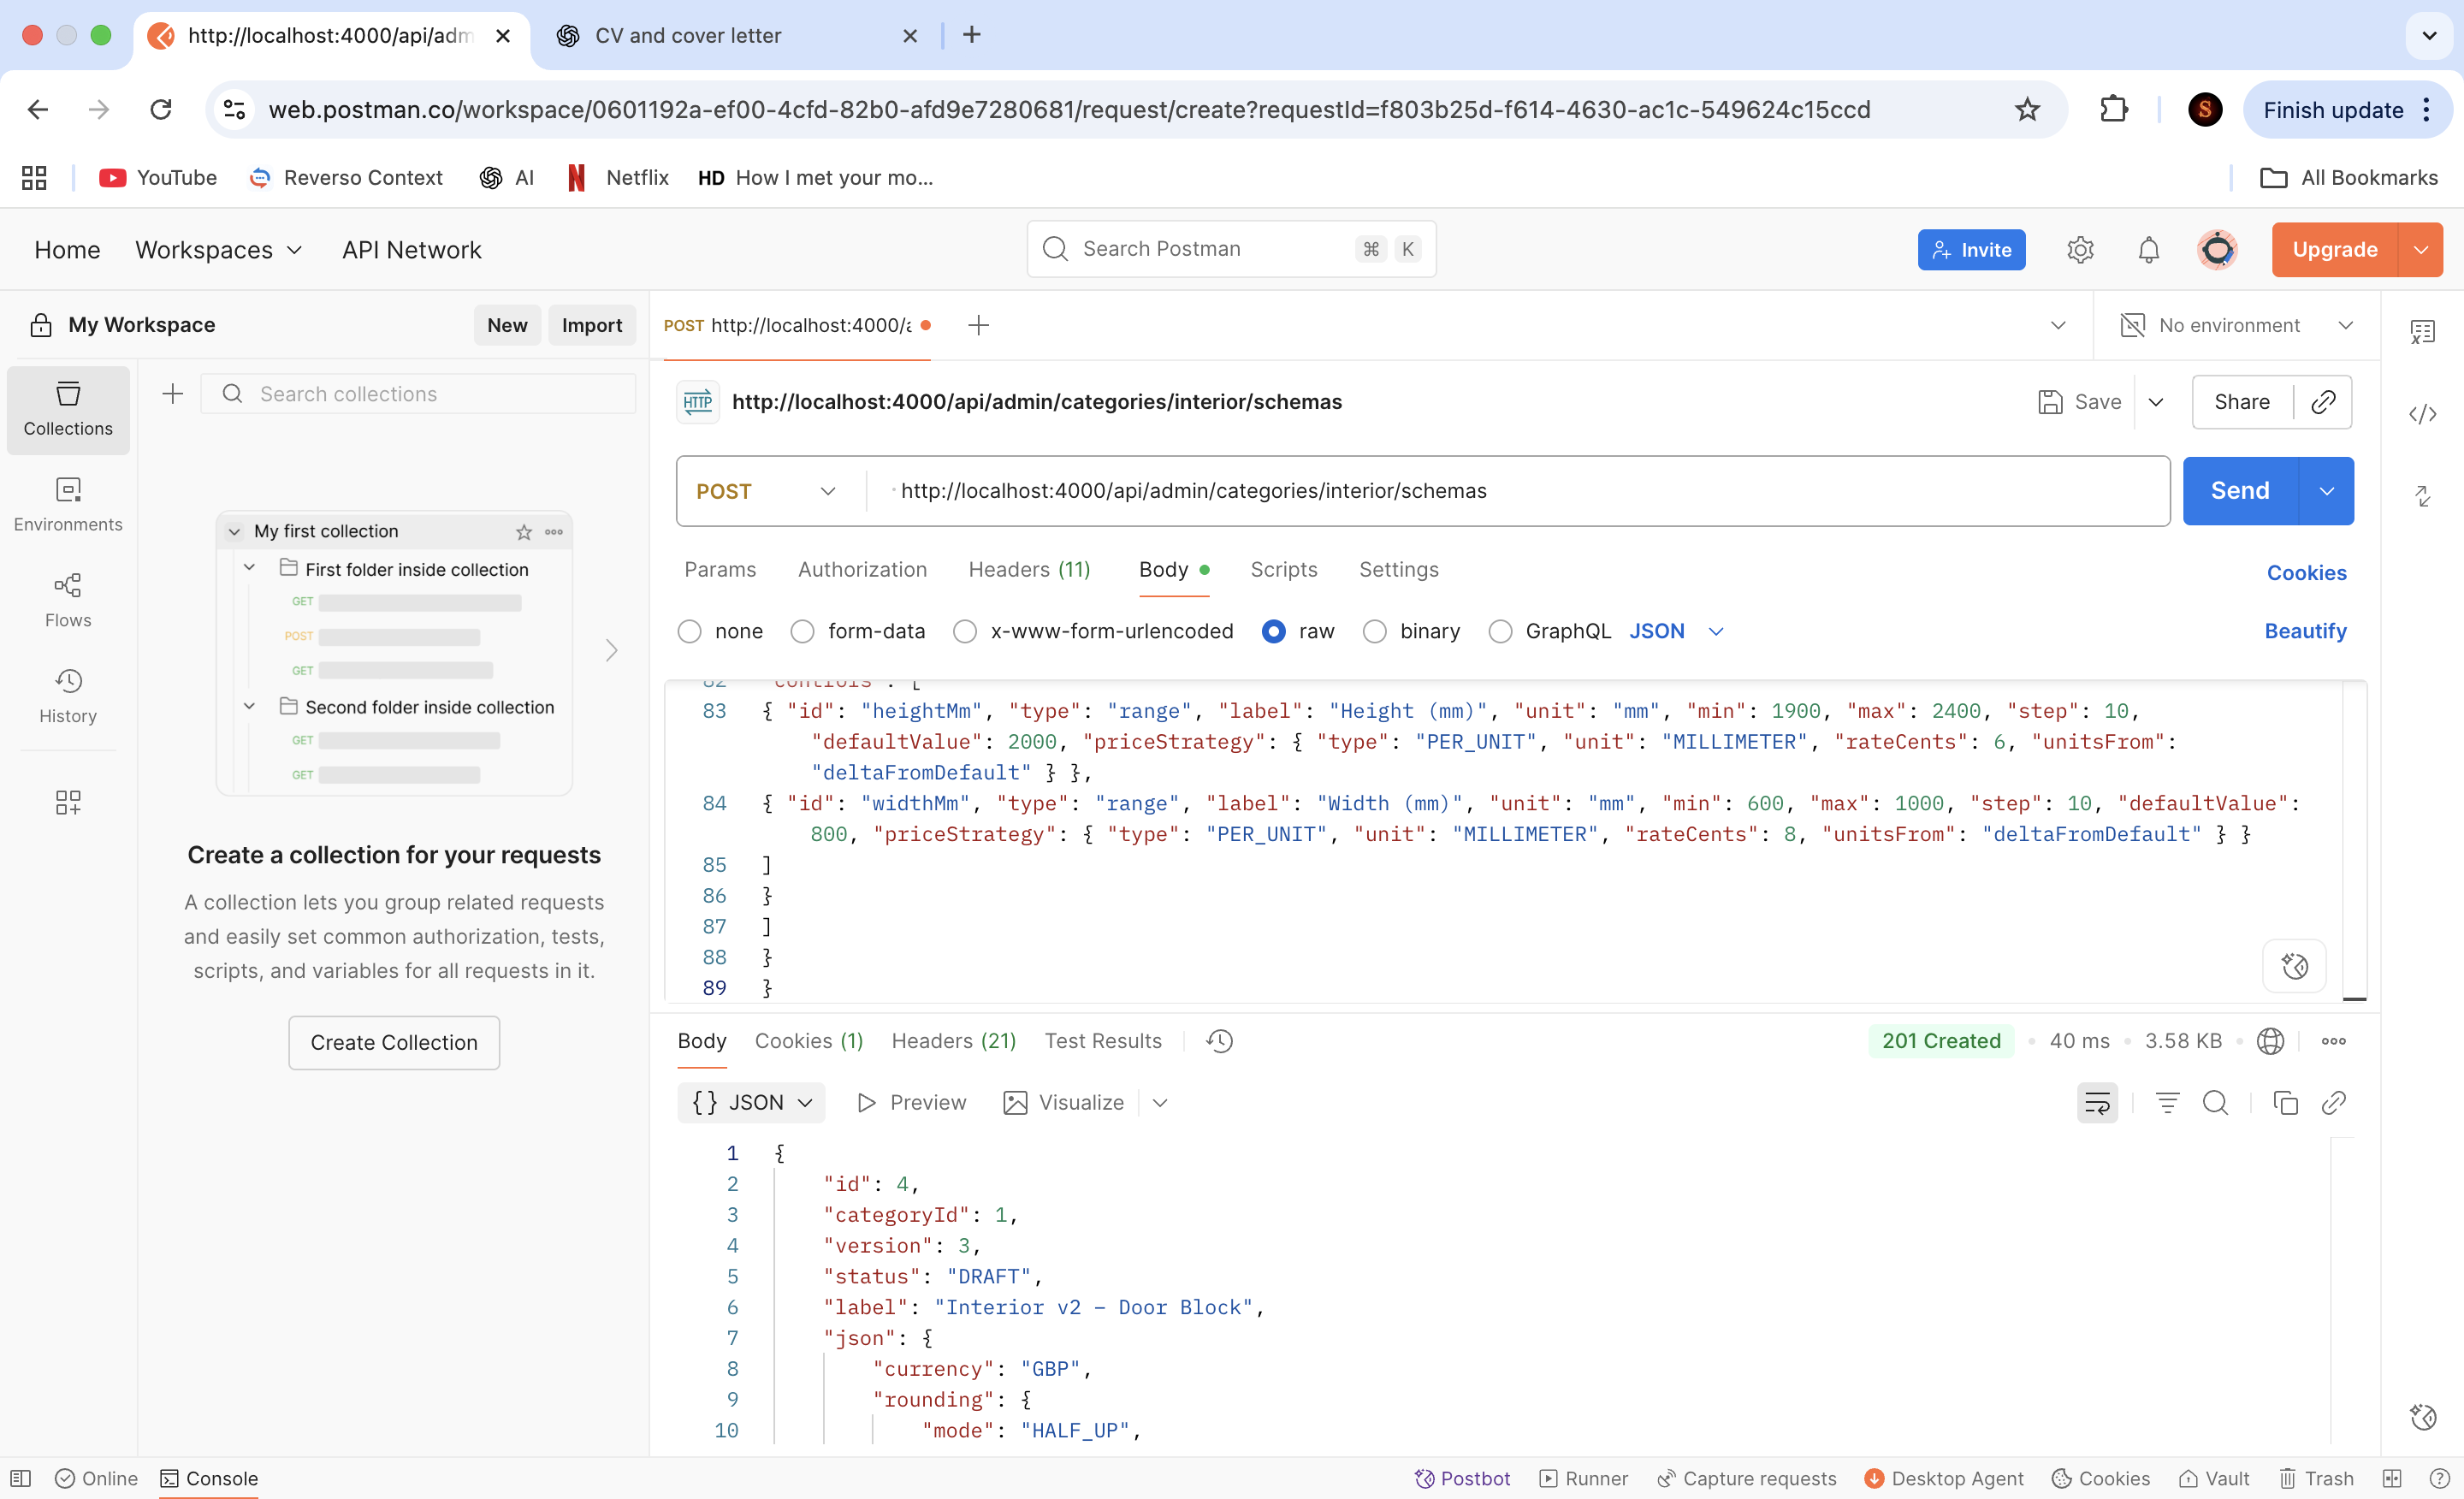 http://localhost:4000/api/adm
CV and cover letter
web.postman.co/workspace/0601192a-ef00-4cfd-82b0-afd9e7280681/request/create?requestId=f803b25d-f614-4630-ac1c-549624c15ccd
S
Finish update
YouTube
Reverso Context
AI
Netflix
HD How I met your mo...
All Bookmarks
Home
Workspaces
API Network
Search Postman
⌘ K
Invite
Upgrade
My Workspace
New
Import
POST http://localhost:4000/a
No environment
Collections
Search collections
HTTP
http://localhost:4000/api/admin/categories/interior/schemas
Save
Share
Environments
Flows
History
My first collection
First folder inside collection
GET
POST
GET
Second folder inside collection
GET
GET
Create a collection for your requests
A collection lets you group related requests
and easily set common authorization, tests,
scripts, and variables for all requests in it.
Create Collection
POST
http://localhost:4000/api/admin/categories/interior/schemas
Send
Params
Authorization
Headers (11)
Body
Scripts
Settings
Cookies
none
form-data
x-www-form-urlencoded
raw
binary
GraphQL
JSON
Beautify
82 "controls": [
83 { "id": "heightMm", "type": "range", "label": "Height (mm)", "unit": "mm", "min": 1900, "max": 2400, "step": 10,
"defaultValue": 2000, "priceStrategy": { "type": "PER_UNIT", "unit": "MILLIMETER", "rateCents": 6, "unitsFrom":
"deltaFromDefault" } },
84 { "id": "widthMm", "type": "range", "label": "Width (mm)", "unit": "mm", "min": 600, "max": 1000, "step": 10, "defaultValue":
800, "priceStrategy": { "type": "PER_UNIT", "unit": "MILLIMETER", "rateCents": 8, "unitsFrom": "deltaFromDefault" } }
85 ]
86 }
87 ]
88 }
89 }
Body
Cookies (1)
Headers (21)
Test Results
201 Created
40 ms
3.58 KB
{} JSON
Preview
Visualize
1 {
2 "id": 4,
3 "categoryId": 1,
4 "version": 3,
5 "status": "DRAFT",
6 "label": "Interior v2 – Door Block",
7 "json": {
8 "currency": "GBP",
9 "rounding": {
10 "mode": "HALF_UP",
Online
Console
Postbot
Runner
Capture requests
Desktop Agent
Cookies
Vault
Trash